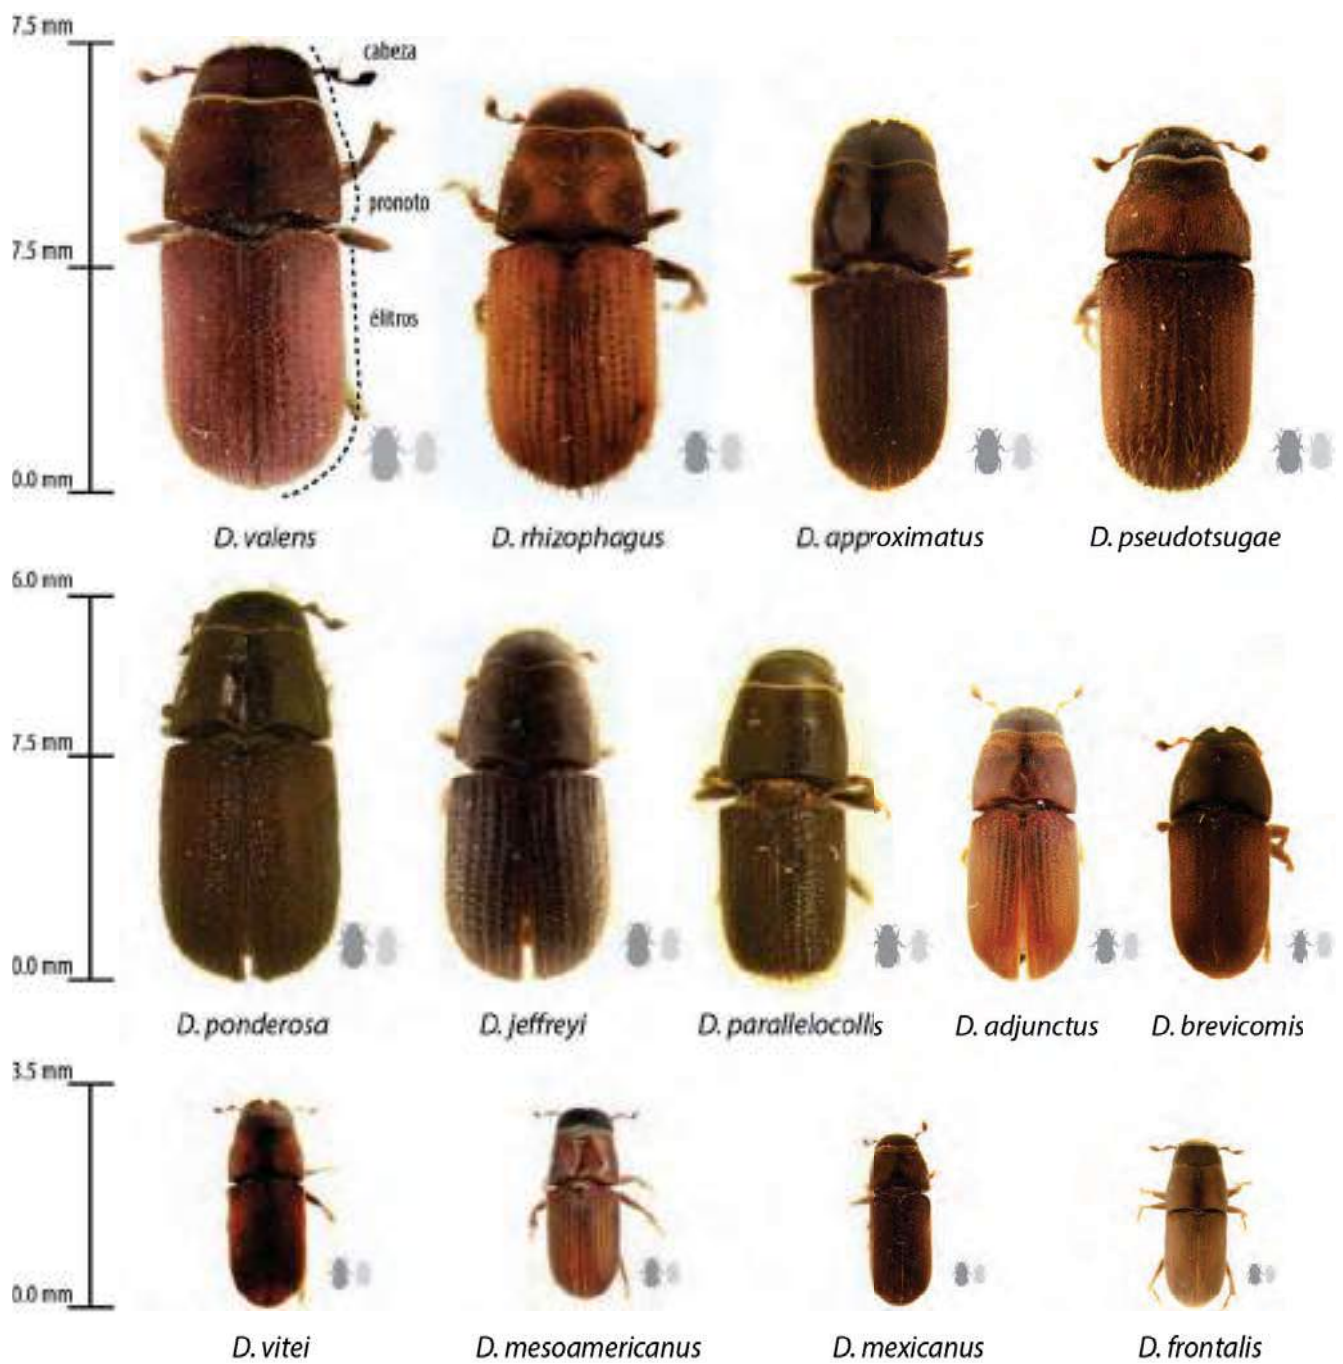 7.5 mm
cabeza
pronoto
7.5 mm
élitros
0.0 mm
D. valens D. rhizophagus D. approximatus D. pseudotsugae
6.0 mm
7.5 mm
0.0 mm
D. ponderosa D. jeffreyi D. parallelocollis D. adjunctus D. brevicomis
3.5 mm
0.0 mm
D. vitei D. mesoamericanus D. mexicanus D. frontalis